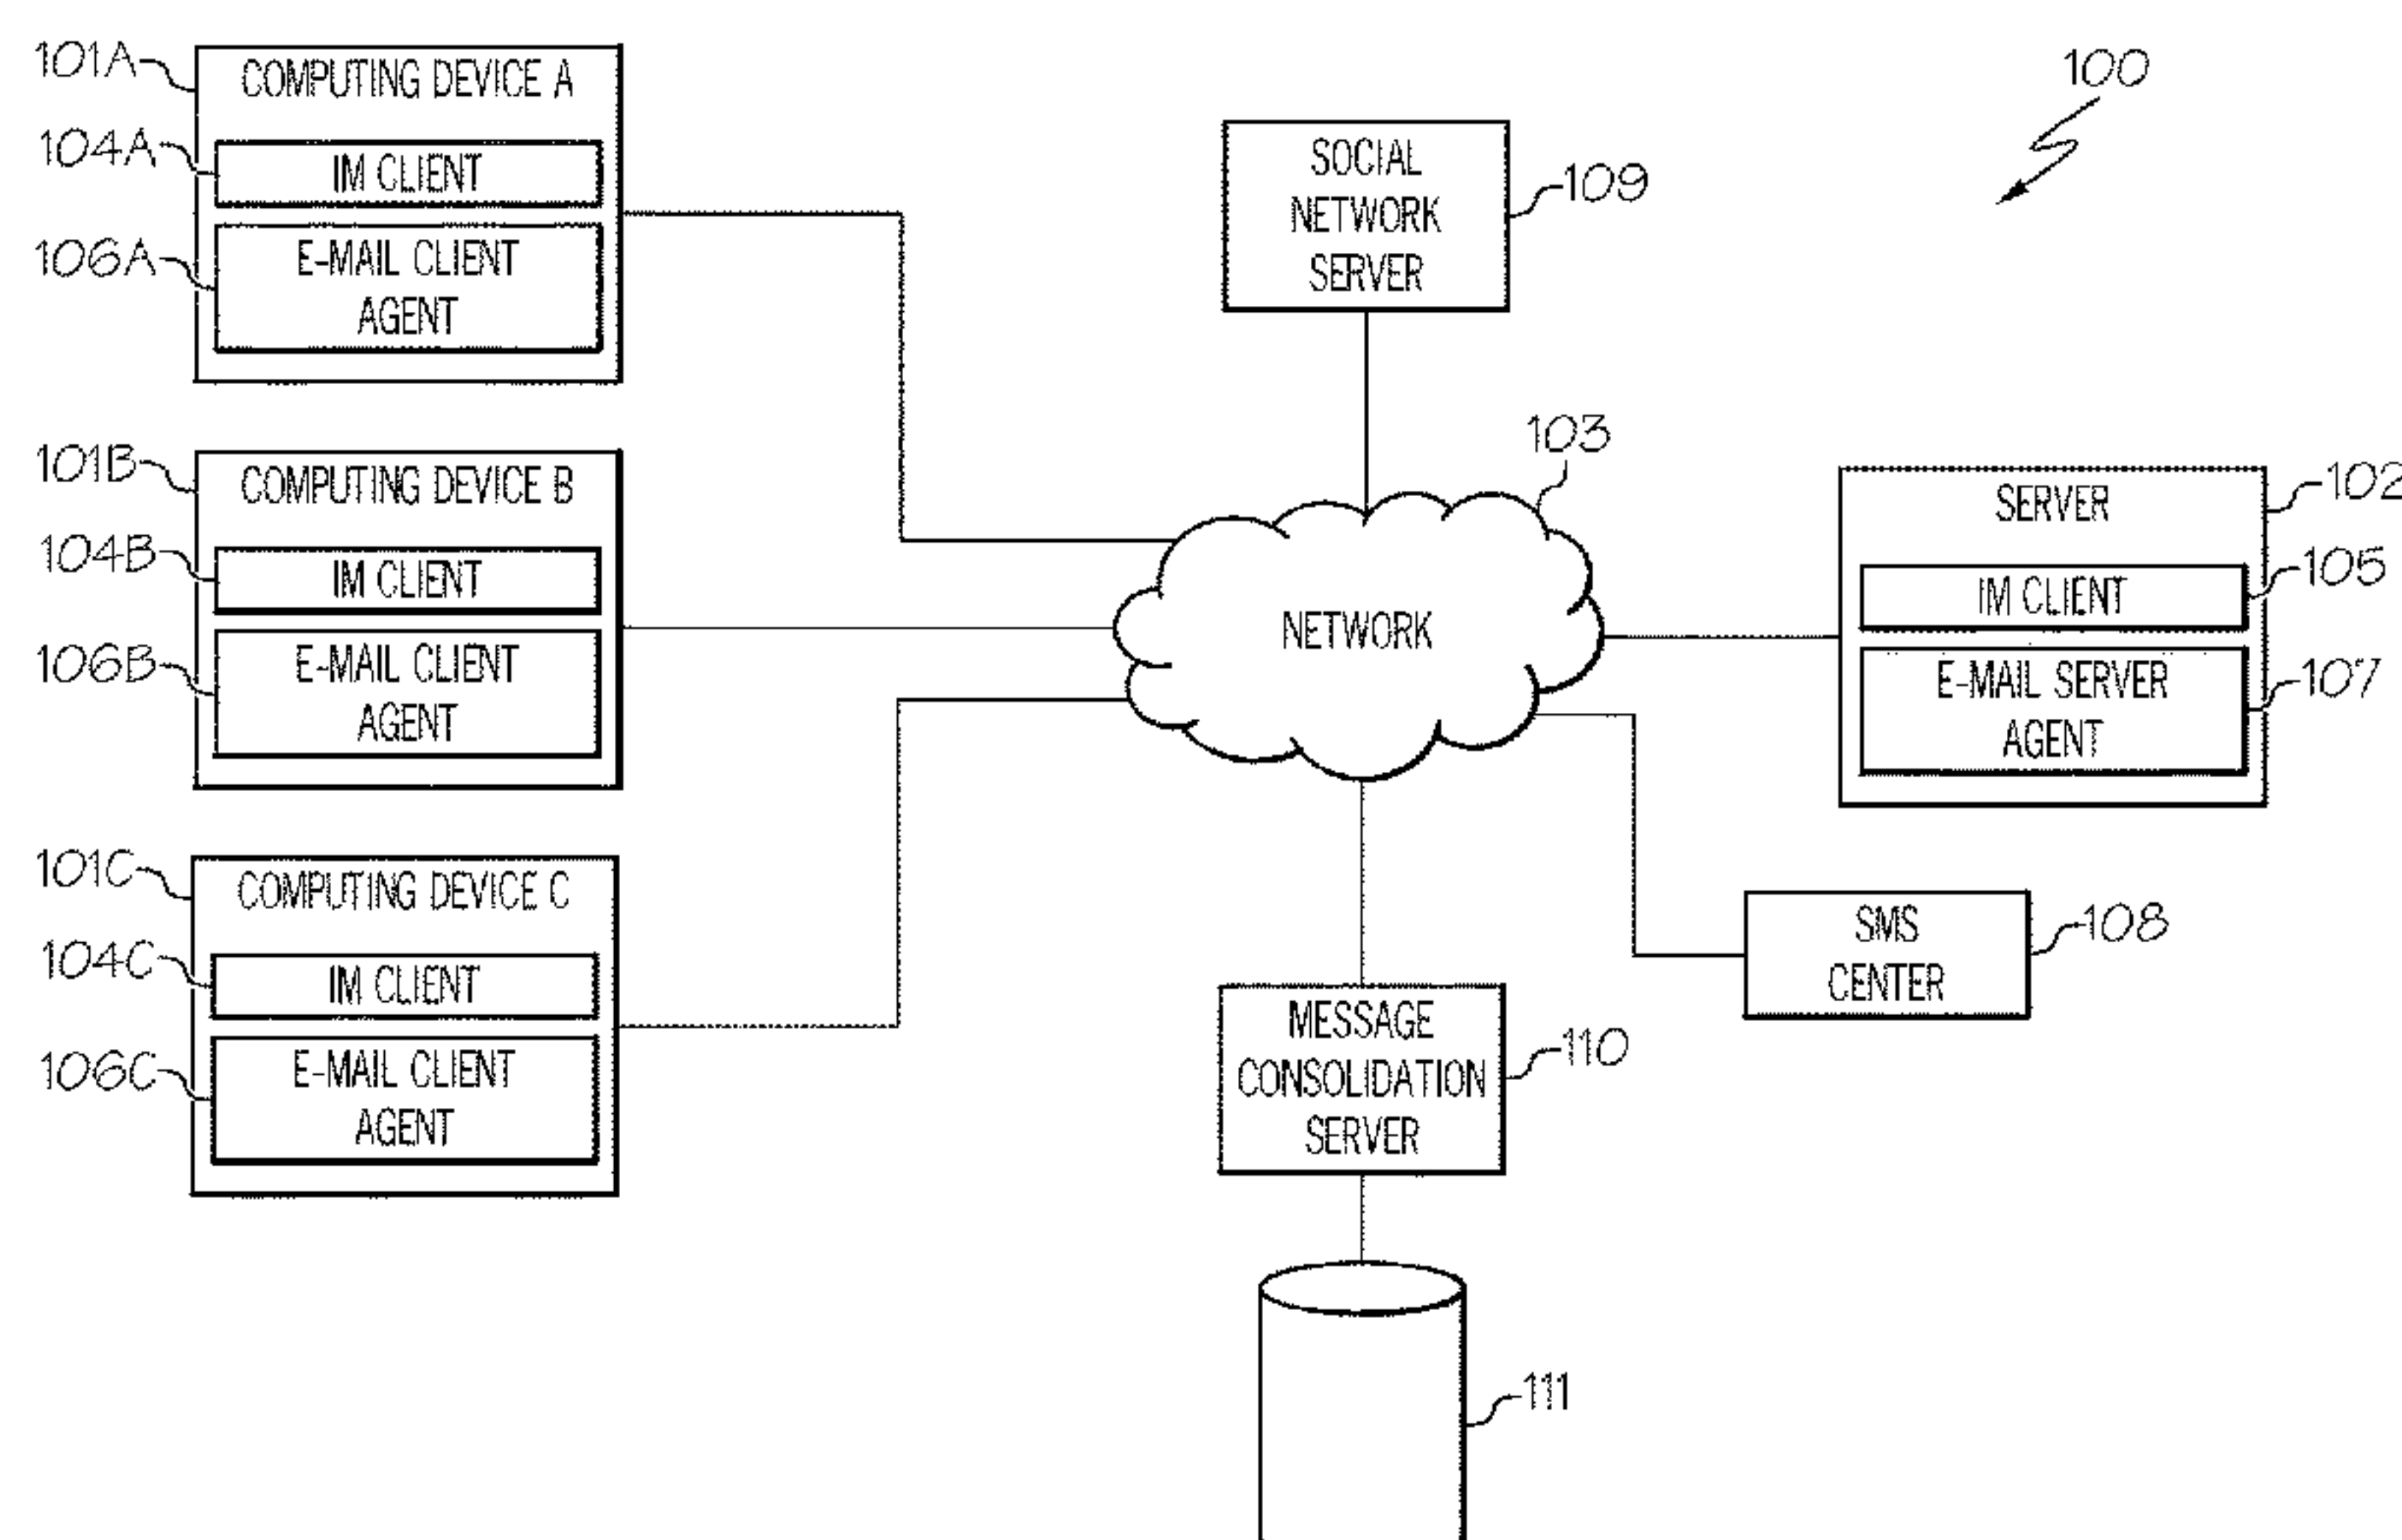 101A
COMPUTING DEVICE A
104A
IM CLIENT
106A
E-MAIL CLIENT
AGENT
101B
COMPUTING DEVICE B
104B
IM CLIENT
106B
E-MAIL CLIENT
AGENT
101C
COMPUTING DEVICE C
104C
IM CLIENT
106C
E-MAIL CLIENT
AGENT
100
SOCIAL
NETWORK
SERVER
109
103
NETWORK
SERVER
102
IM CLIENT
105
E-MAIL SERVER
AGENT
107
SMS
CENTER
108
MESSAGE
CONSOLIDATION
SERVER
110
111